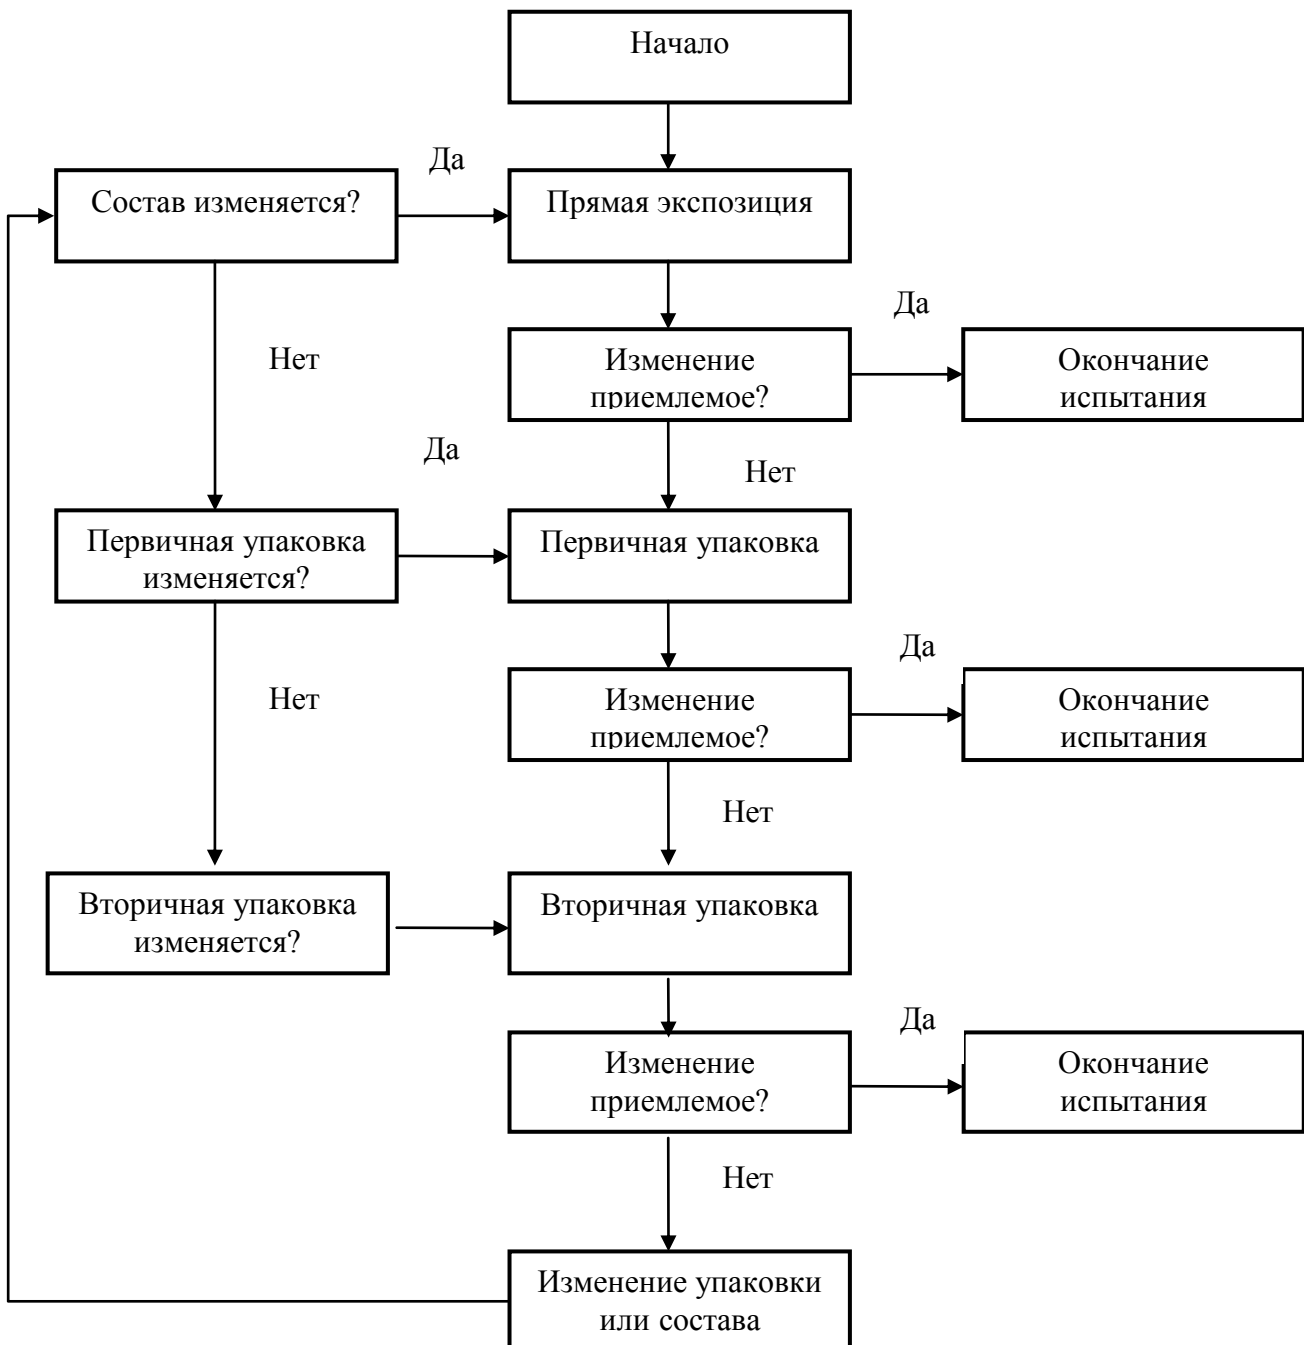 Начало
Да
Состав изменяется?
Прямая экспозиция
Да
Нет
Изменение
приемлемое?
Окончание
испытания
Да
Нет
Первичная упаковка
изменяется?
Первичная упаковка
Да
Нет
Изменение
приемлемое?
Окончание
испытания
Нет
Вторичная упаковка
изменяется?
Вторичная упаковка
Да
Изменение
приемлемое?
Окончание
испытания
Нет
Изменение упаковки
или состава